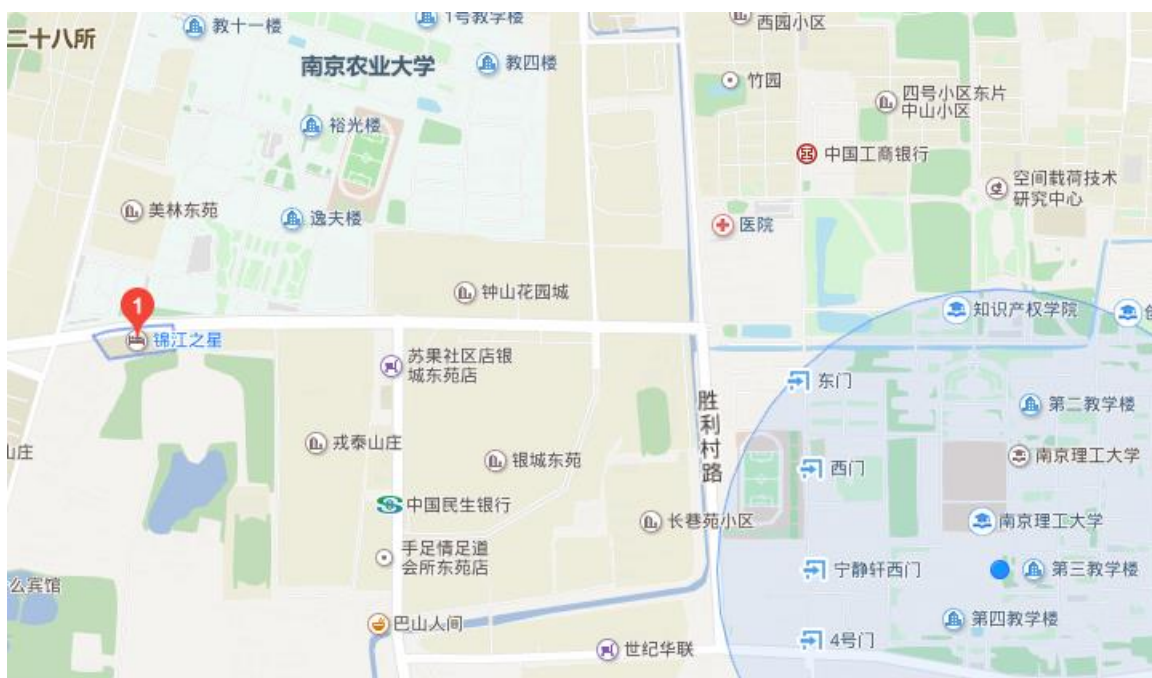 二十八所
教十一楼
1号教学楼
西园小区
南京农业大学
教四楼
竹园
四号小区东片
中山小区
裕光楼
中国工商银行
空间载荷技术
研究中心
美林东苑
逸夫楼
医院
钟山花园城
1
知识产权学院
锦江之星
苏果社区店银
城东苑店
东门
第二教学楼
胜利村路
山庄
戎泰山庄
银城东苑
西门
南京理工大学
中国民生银行
长巷苑小区
南京理工大学
手足情足道
会所东苑店
么宾馆
宁静轩西门
第三教学楼
巴山人间
第四教学楼
世纪华联
4号门